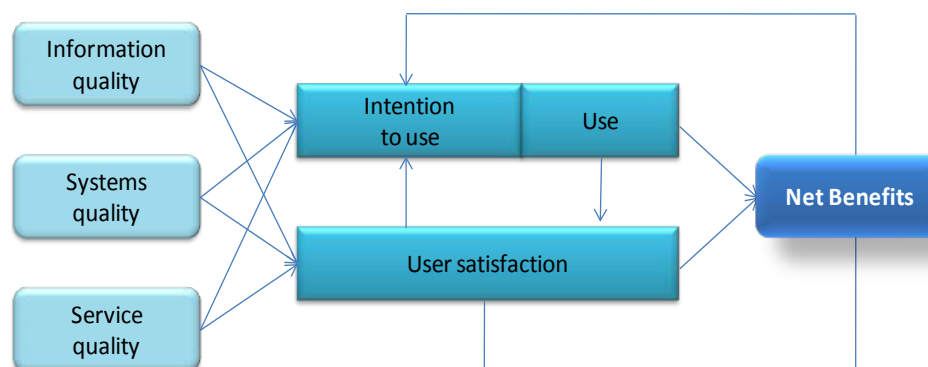 Information
quality
Intention
to use
Use
Systems
quality
Net Benefits
User satisfaction
Service
quality